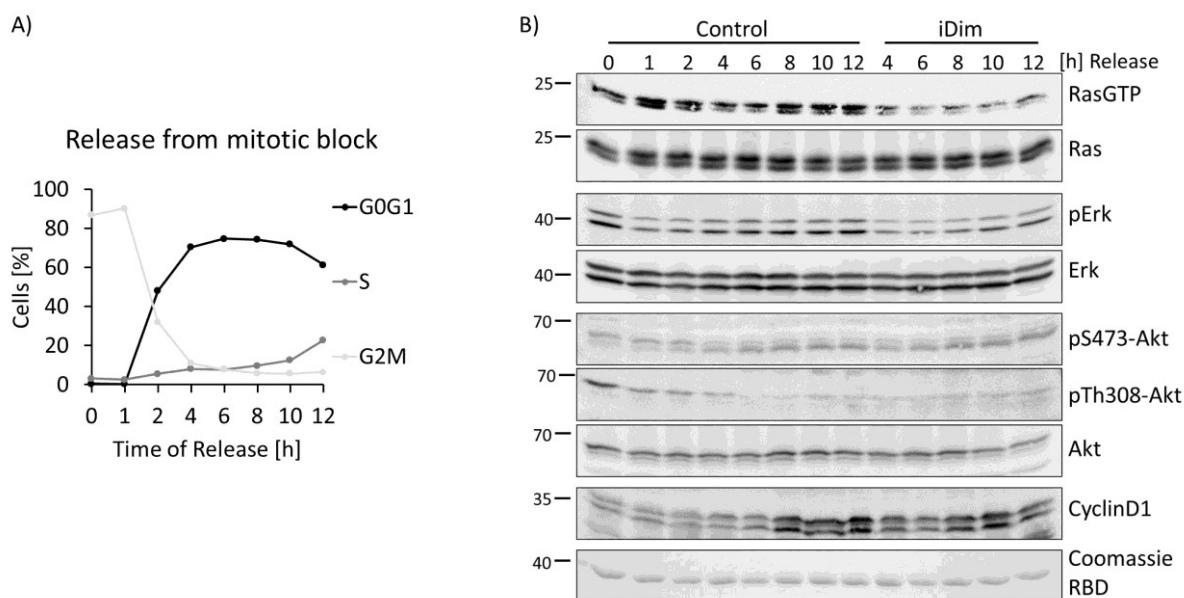 A)
Release from mitotic block
100
80
60
40
20
0
Cells [%]
0 1 2 4 6 8 10 12
Time of Release [h]
G0G1
S
G2M
B)
Control iDim
0 1 2 4 6 8 10 12 4 6 8 10 12 [h] Release
25 RasGTP
25 Ras
40 pErk
40 Erk
70 pS473-Akt
70 pTh308-Akt
70 Akt
35 CyclinD1
40 Coomassie
RBD